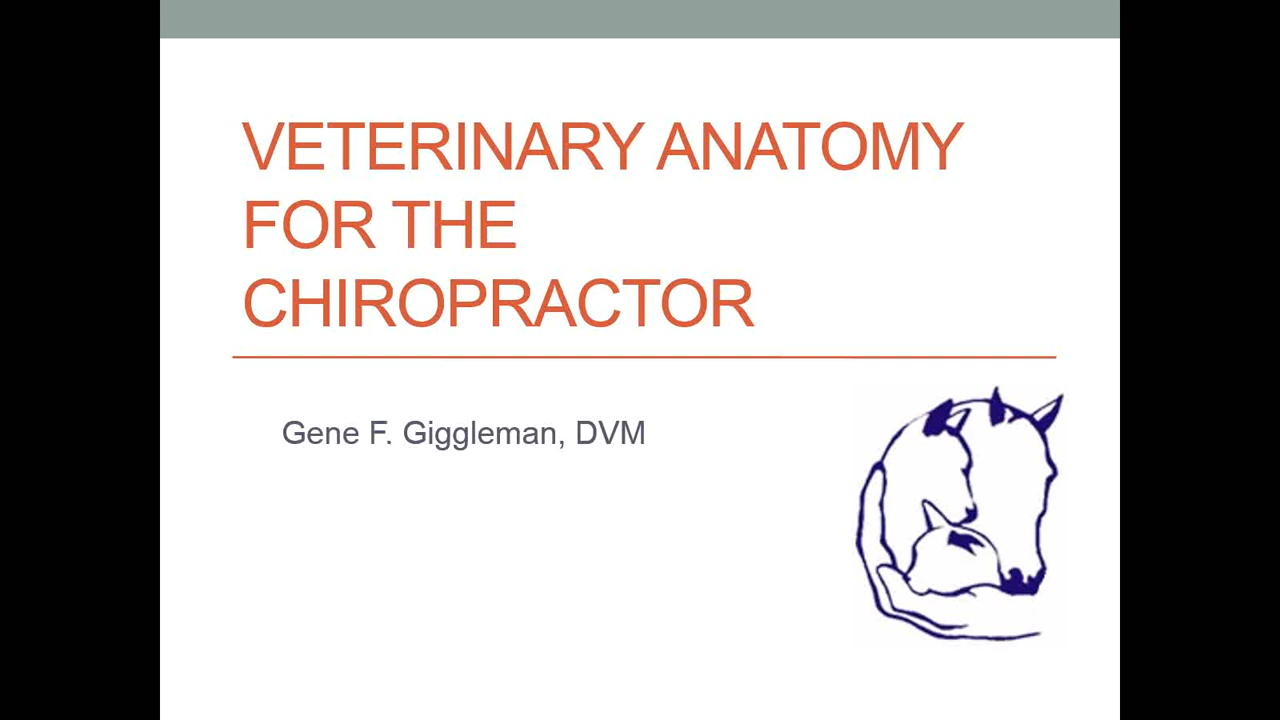 VETERINARY ANATOMY
FOR THE
CHIROPRACTOR
Gene F. Giggleman, DVM